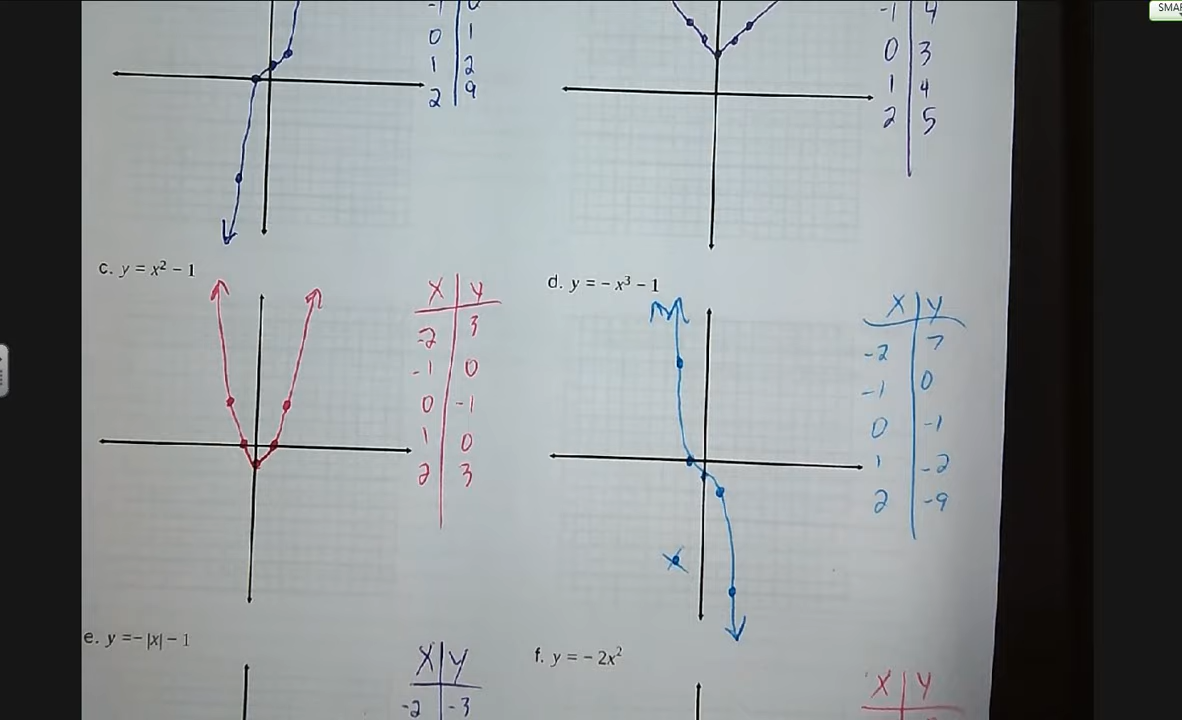 SMA
-1 0
0 1
1 2
2 9
-1 4
0 3
1 4
2 5
c. y = x² – 1
X Y
-2 3
-1 0
0 -1
1 0
2 3
d. y = – x³ – 1
X Y
-2 7
-1 0
0 -1
1 -2
2 -9
e. y =– |x| – 1
X Y
-2 -3
f. y = – 2x²
X Y